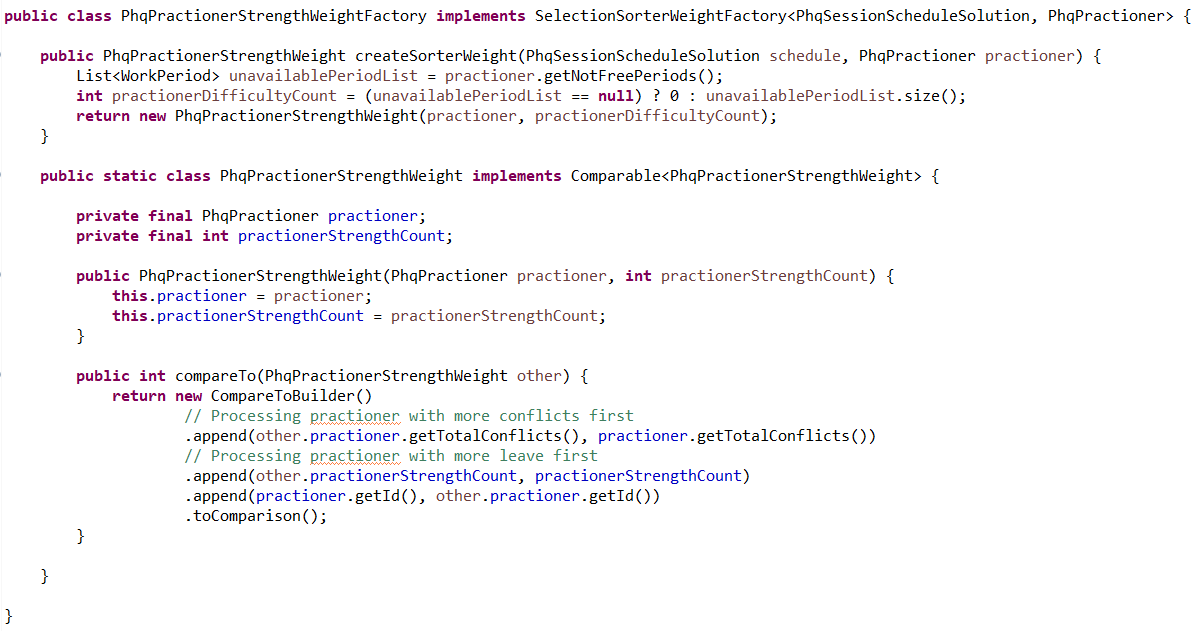 public class PhqPractionerStrengthWeightFactory implements SelectionSorterWeightFactory<PhqSessionScheduleSolution, PhqPractioner> {
public PhqPractionerStrengthWeight createSorterWeight(PhqSessionScheduleSolution schedule, PhqPractioner practioner) {
List<WorkPeriod> unavailablePeriodList = practioner.getNotFreePeriods();
int practionerDifficultyCount = (unavailablePeriodList == null) ? 0 : unavailablePeriodList.size();
return new PhqPractionerStrengthWeight(practioner, practionerDifficultyCount);
}
public static class PhqPractionerStrengthWeight implements Comparable<PhqPractionerStrengthWeight> {
private final PhqPractioner practioner;
private final int practionerStrengthCount;
public PhqPractionerStrengthWeight(PhqPractioner practioner, int practionerStrengthCount) {
this.practioner = practioner;
this.practionerStrengthCount = practionerStrengthCount;
}
public int compareTo(PhqPractionerStrengthWeight other) {
return new CompareToBuilder()
// Processing practioner with more conflicts first
.append(other.practioner.getTotalConflicts(), practioner.getTotalConflicts())
// Processing practioner with more leave first
.append(other.practionerStrengthCount, practionerStrengthCount)
.append(practioner.getId(), other.practioner.getId())
.toComparison();
}
}
}